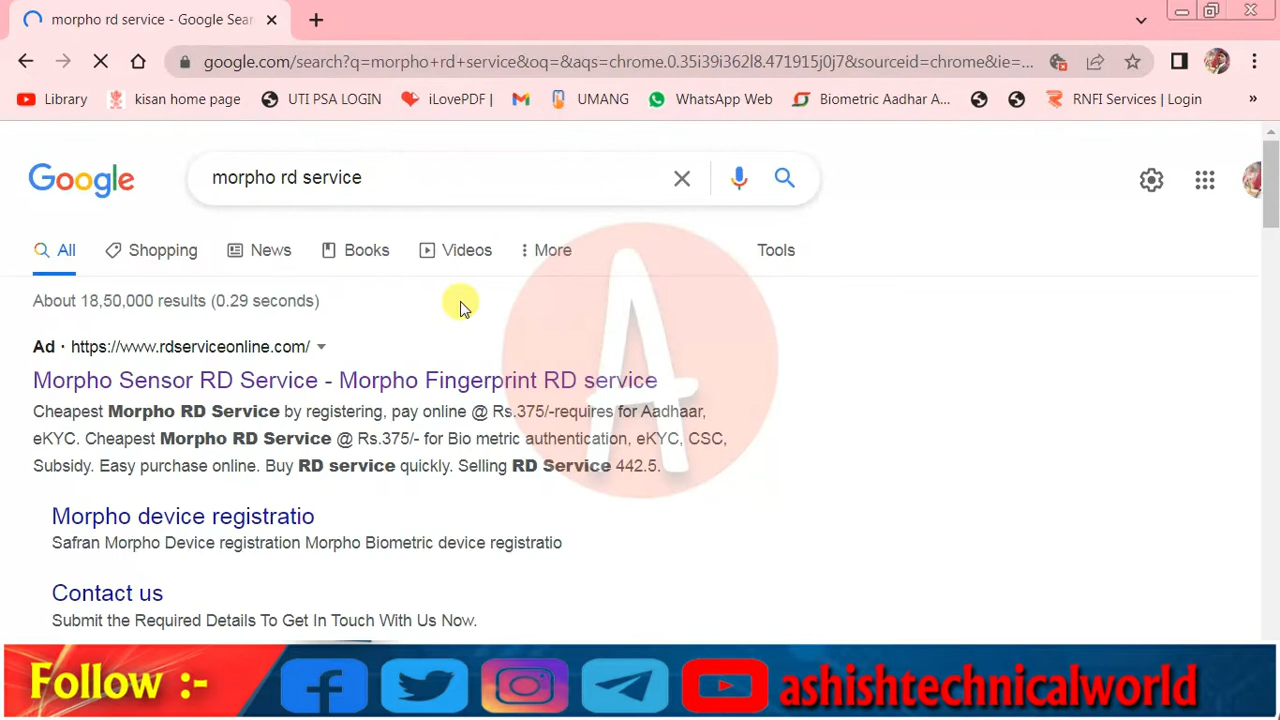 morpho rd service - Google Sear
google.com/search?q=morpho+rd+service&oq=&aqs=chrome.0.35i39i362l8.471915j0j7&sourceid=chrome&ie=...
Library kisan home page UTI PSA LOGIN iLovePDF | UMANG WhatsApp Web Biometric Aadhar A... RNFI Services | Login »
Google morpho rd service
All Shopping News Books Videos More Tools
About 18,50,000 results (0.29 seconds)
Ad · https://www.rdserviceonline.com/
Morpho Sensor RD Service - Morpho Fingerprint RD service
Cheapest Morpho RD Service by registering, pay online @ Rs.375/-requires for Aadhaar,
eKYC. Cheapest Morpho RD Service @ Rs.375/- for Bio metric authentication, eKYC, CSC,
Subsidy. Easy purchase online. Buy RD service quickly. Selling RD Service 442.5.
Morpho device registratio
Safran Morpho Device registration Morpho Biometric device registratio
Contact us
Submit the Required Details To Get In Touch With Us Now.
A
Follow :- ashishtechnicalworld